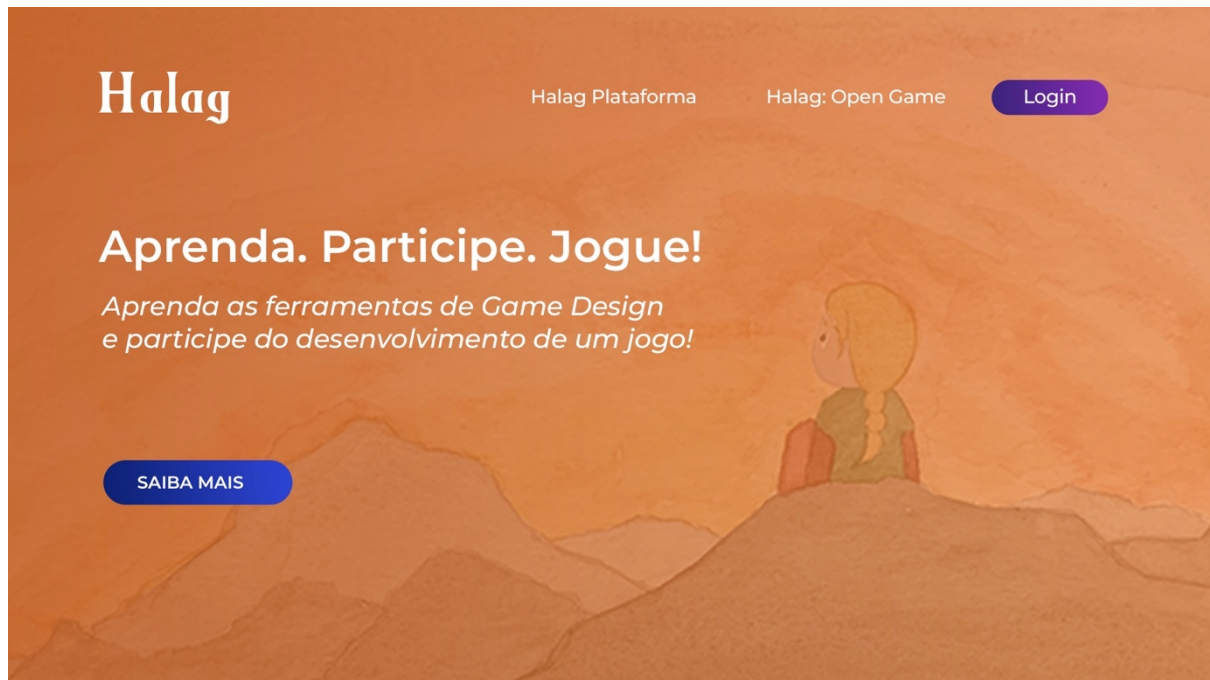 Halag
Halag Plataforma
Halag: Open Game
Login
Aprenda. Participe. Jogue!
Aprenda as ferramentas de Game Design
e participe do desenvolvimento de um jogo!
SAIBA MAIS